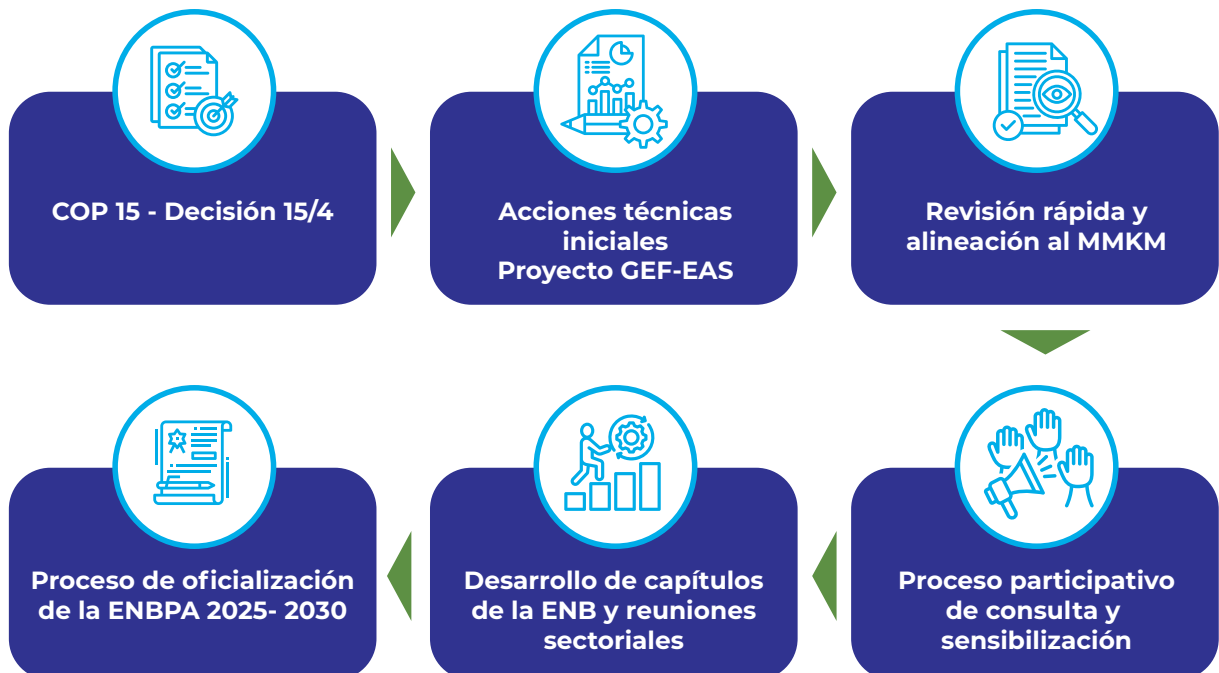 COP 15 - Decisión 15/4
Acciones técnicas
iniciales
Proyecto GEF-EAS
Revisión rápida y
alineación al MMKM
Proceso participativo
de consulta y
sensibilización
Desarrollo de capítulos
de la ENB y reuniones
sectoriales
Proceso de oficialización
de la ENBPA 2025- 2030